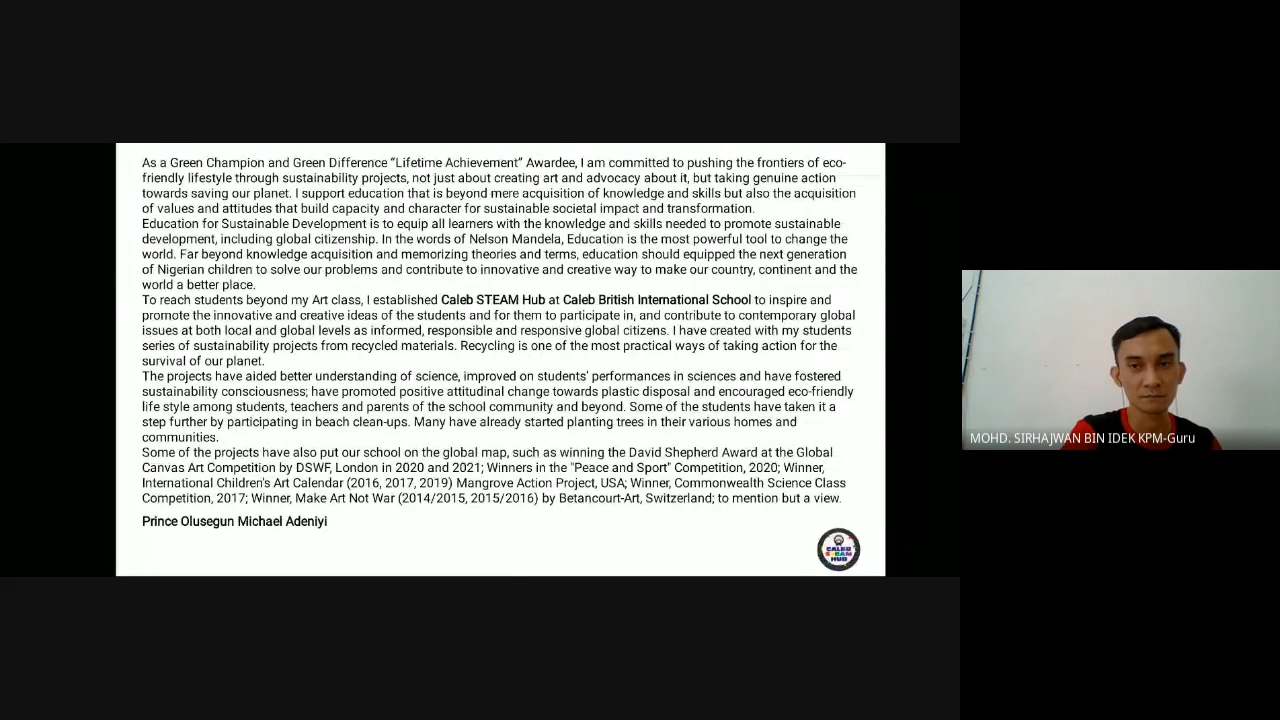 As a Green Champion and Green Difference “Lifetime Achievement” Awardee, I am committed to pushing the frontiers of eco-
friendly lifestyle through sustainability projects, not just about creating art and advocacy about it, but taking genuine action
towards saving our planet. I support education that is beyond mere acquisition of knowledge and skills but also the acquisition
of values and attitudes that build capacity and character for sustainable societal impact and transformation.
Education for Sustainable Development is to equip all learners with the knowledge and skills needed to promote sustainable
development, including global citizenship. In the words of Nelson Mandela, Education is the most powerful tool to change the
world. Far beyond knowledge acquisition and memorizing theories and terms, education should equipped the next generation
of Nigerian children to solve our problems and contribute to innovative and creative way to make our country, continent and the
world a better place.
To reach students beyond my Art class, I established Caleb STEAM Hub at Caleb British International School to inspire and
promote the innovative and creative ideas of the students and for them to participate in, and contribute to contemporary global
issues at both local and global levels as informed, responsible and responsive global citizens. I have created with my students
series of sustainability projects from recycled materials. Recycling is one of the most practical ways of taking action for the
survival of our planet.
The projects have aided better understanding of science, improved on students’ performances in sciences and have fostered
sustainability consciousness; have promoted positive attitudinal change towards plastic disposal and encouraged eco-friendly
life style among students, teachers and parents of the school community and beyond. Some of the students have taken it a
step further by participating in beach clean-ups. Many have already started planting trees in their various homes and
communities.
Some of the projects have also put our school on the global map, such as winning the David Shepherd Award at the Global
Canvas Art Competition by DSWF, London in 2020 and 2021; Winners in the "Peace and Sport" Competition, 2020; Winner,
International Children's Art Calendar (2016, 2017, 2019) Mangrove Action Project, USA; Winner, Commonwealth Science Class
Competition, 2017; Winner, Make Art Not War (2014/2015, 2015/2016) by Betancourt-Art, Switzerland; to mention but a view.
Prince Olusegun Michael Adeniyi
CALEB
STEAM
HUB
MOHD. SIRHAJWAN BIN IDEK KPM-Guru